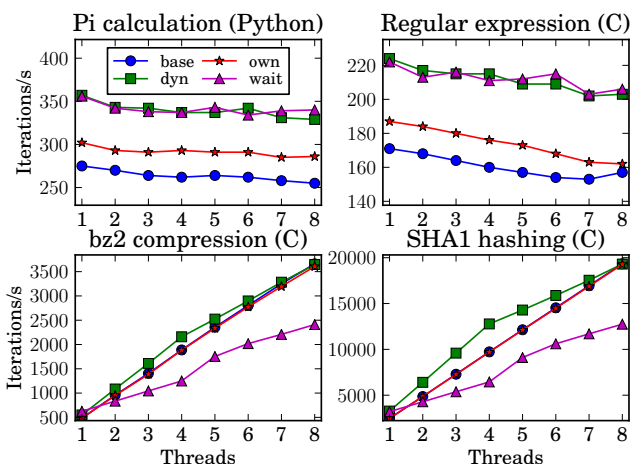 Pi calculation (Python)
Regular expression (C)
Iterations/s
400
350
300
250
base
own
dyn
wait
1 2 3 4 5 6 7 8
220
200
180
160
140
1 2 3 4 5 6 7 8
bz2 compression (C)
SHA1 hashing (C)
Iterations/s
3500
3000
2500
2000
1500
1000
500
1 2 3 4 5 6 7 8
Threads
20000
15000
10000
5000
1 2 3 4 5 6 7 8
Threads